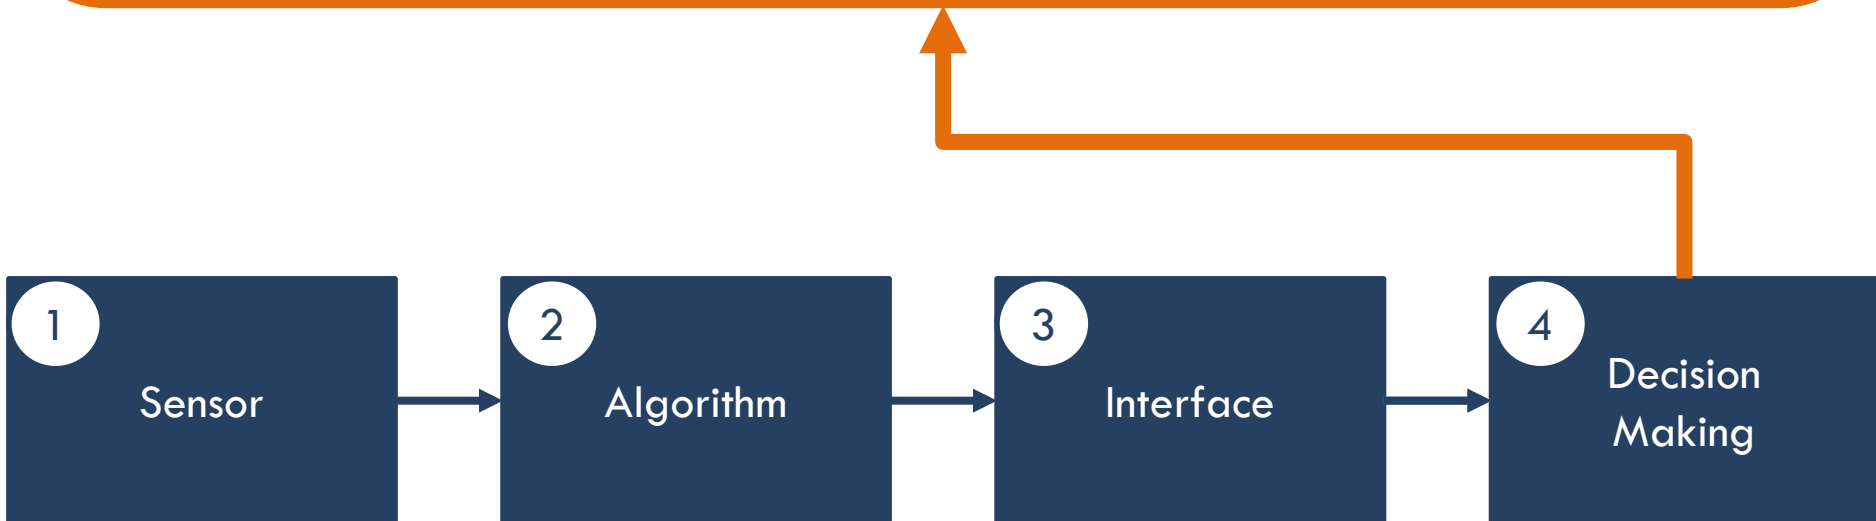 1
Sensor
2
Algorithm
3
Interface
4
Decision
Making